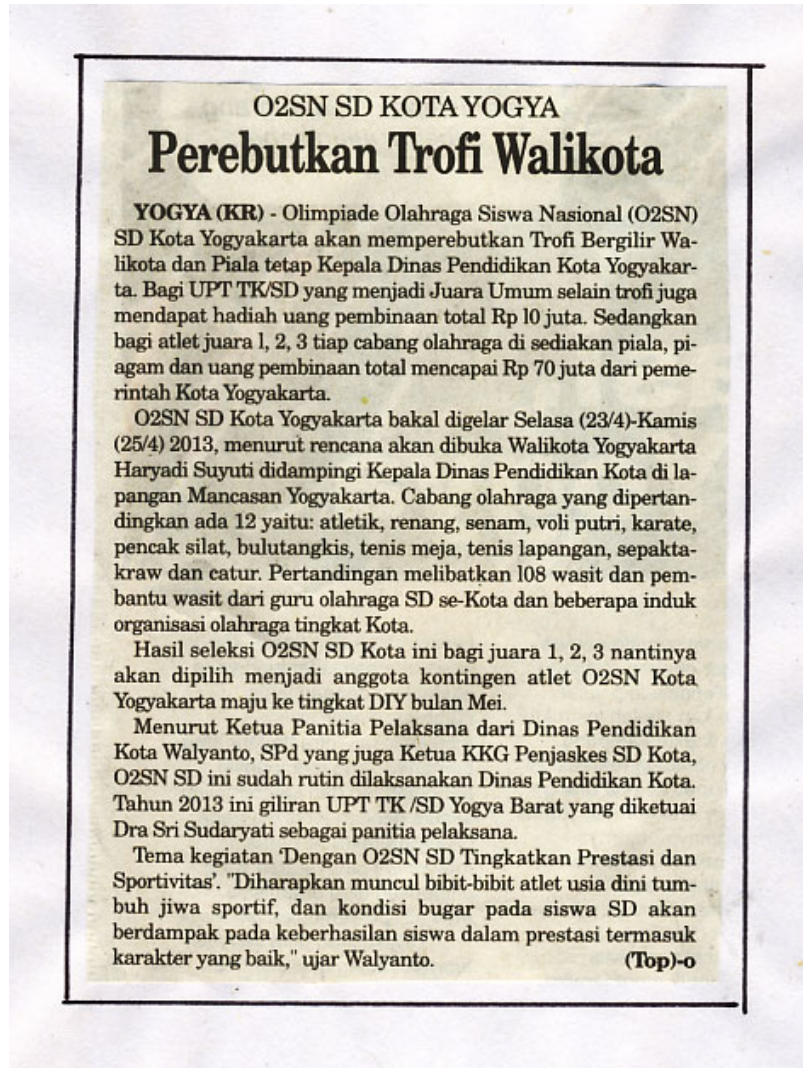 O2SN SD KOTA YOGYA
Perebutkan Trofi Walikota
YOGYA (KR) - Olimpiade Olahraga Siswa Nasional (O2SN)
SD Kota Yogyakarta akan memperebutkan Trofi Bergilir Wa-
likota dan Piala tetap Kepala Dinas Pendidikan Kota Yogyakar-
ta. Bagi UPT TK/SD yang menjadi Juara Umum selain trofi juga
mendapat hadiah uang pembinaan total Rp 10 juta. Sedangkan
bagi atlet juara 1, 2, 3 tiap cabang olahraga di sediakan piala, pi-
agam dan uang pembinaan total mencapai Rp 70 juta dari peme-
rintah Kota Yogyakarta.
O2SN SD Kota Yogyakarta bakal digelar Selasa (23/4)-Kamis
(25/4) 2013, menurut rencana akan dibuka Walikota Yogyakarta
Haryadi Suyuti didampingi Kepala Dinas Pendidikan Kota di la-
pangan Mancasan Yogyakarta. Cabang olahraga yang dipertan-
dingkan ada 12 yaitu: atletik, renang, senam, voli putri, karate,
pencak silat, bulutangkis, tenis meja, tenis lapangan, sepakta-
kraw dan catur. Pertandingan melibatkan 108 wasit dan pem-
bantu wasit dari guru olahraga SD se-Kota dan beberapa induk
organisasi olahraga tingkat Kota.
Hasil seleksi O2SN SD Kota ini bagi juara 1, 2, 3 nantinya
akan dipilih menjadi anggota kontingen atlet O2SN Kota
Yogyakarta maju ke tingkat DIY bulan Mei.
Menurut Ketua Panitia Pelaksana dari Dinas Pendidikan
Kota Walyanto, SPd yang juga Ketua KKG Penjaskes SD Kota,
O2SN SD ini sudah rutin dilaksanakan Dinas Pendidikan Kota.
Tahun 2013 ini giliran UPT TK /SD Yogya Barat yang diketuai
Dra Sri Sudaryati sebagai panitia pelaksana.
Tema kegiatan 'Dengan O2SN SD Tingkatkan Prestasi dan
Sportivitas'. "Diharapkan muncul bibit-bibit atlet usia dini tum-
buh jiwa sportif, dan kondisi bugar pada siswa SD akan
berdampak pada keberhasilan siswa dalam prestasi termasuk
karakter yang baik," ujar Walyanto. (Top)-o